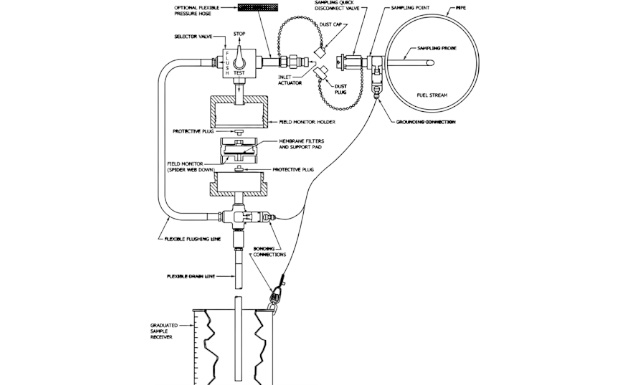 OPTIONAL FLEXIBLE
PRESSURE HOSE
SAMPLING QUICK
DISCONNECT VALVE
SAMPLING POINT
PIPE
DUST CAP
STOP
SELECTOR VALVE
FLUSH
TEST
SAMPLING PROBE
INLET
ACTUATOR
DUST
PLUG
FUEL STREAM
FIELD MONITOR HOLDER
GROUNDING CONNECTION
PROTECTIVE PLUG
MEMBRANE FILTERS
AND SUPPORT PAD
FIELD MONITOR
(SPIDER WEB DOWN)
PROTECTIVE PLUG
FLEXIBLE FLUSHING LINE
BONDING
CONNECTIONS
FLEXIBLE DRAIN LINE
GRADUATED
SAMPLE
RECEIVER